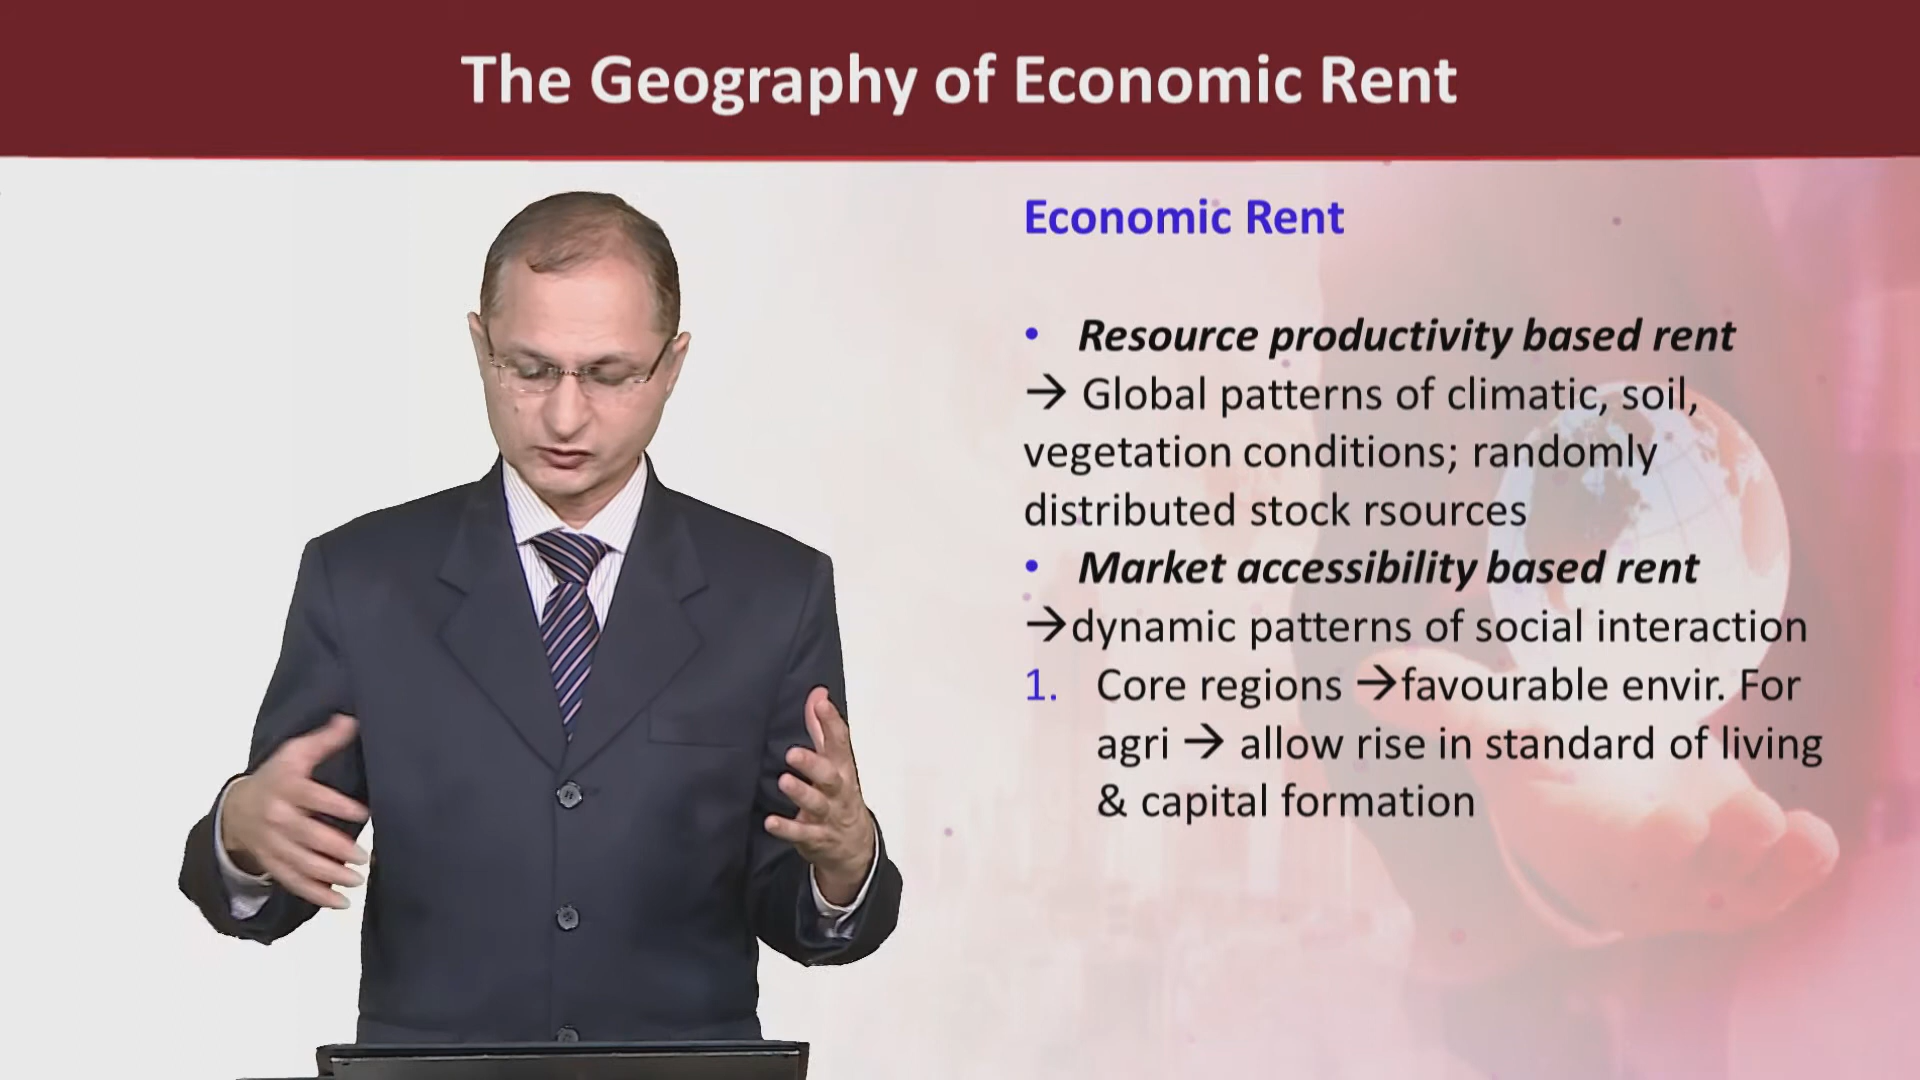 The Geography of Economic Rent
Economic Rent
• Resource productivity based rent
→ Global patterns of climatic, soil,
vegetation conditions; randomly
distributed stock rsources
• Market accessibility based rent
→dynamic patterns of social interaction
1. Core regions →favourable envir. For
agri → allow rise in standard of living
& capital formation